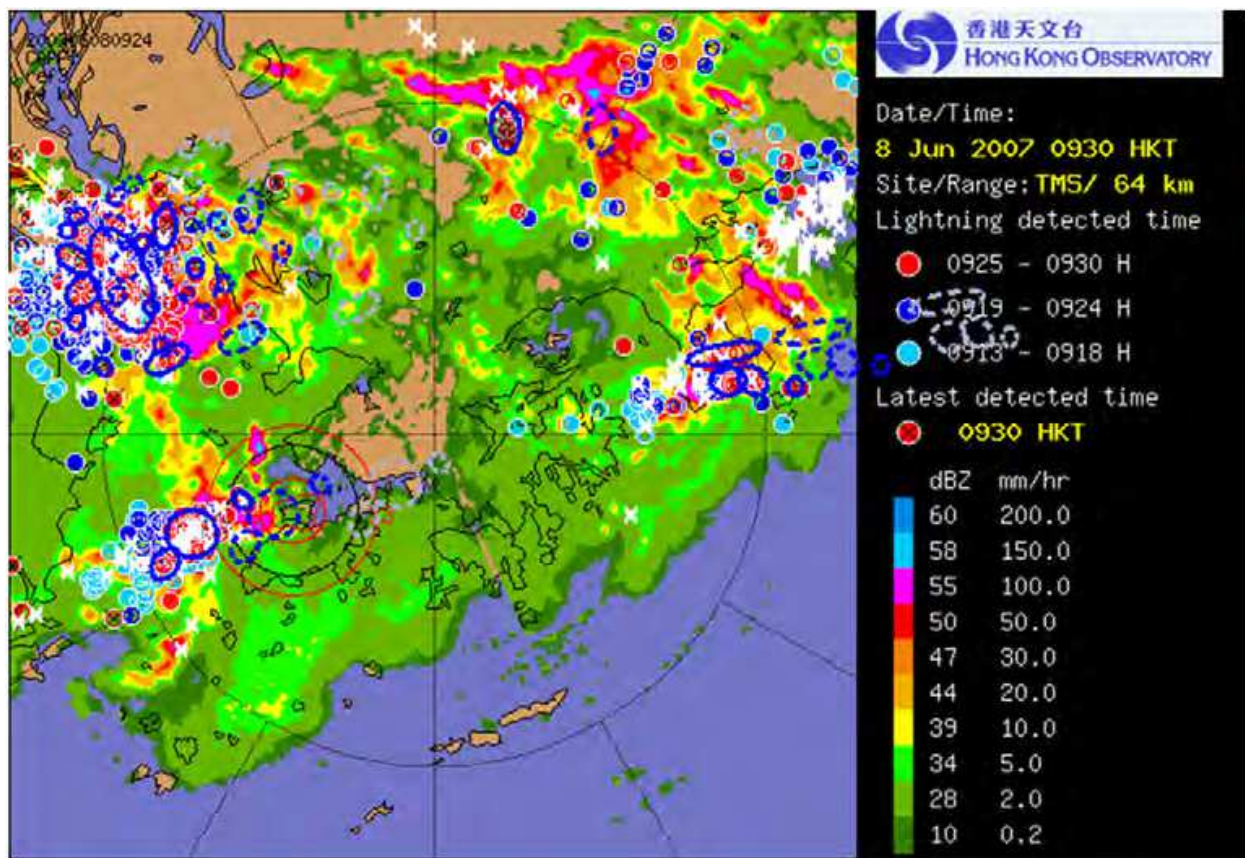 香港天文台
HONG KONG OBSERVATORY
Date/Time:
8 Jun 2007 0930 HKT
Site/Range: TMS/ 64 km
Lightning detected time
0925 - 0930 H
0919 - 0924 H
0913 - 0918 H
Latest detected time
0930 HKT
dBZ mm/hr
60 200.0
58 150.0
55 100.0
50 50.0
47 30.0
44 20.0
39 10.0
34 5.0
28 2.0
10 0.2